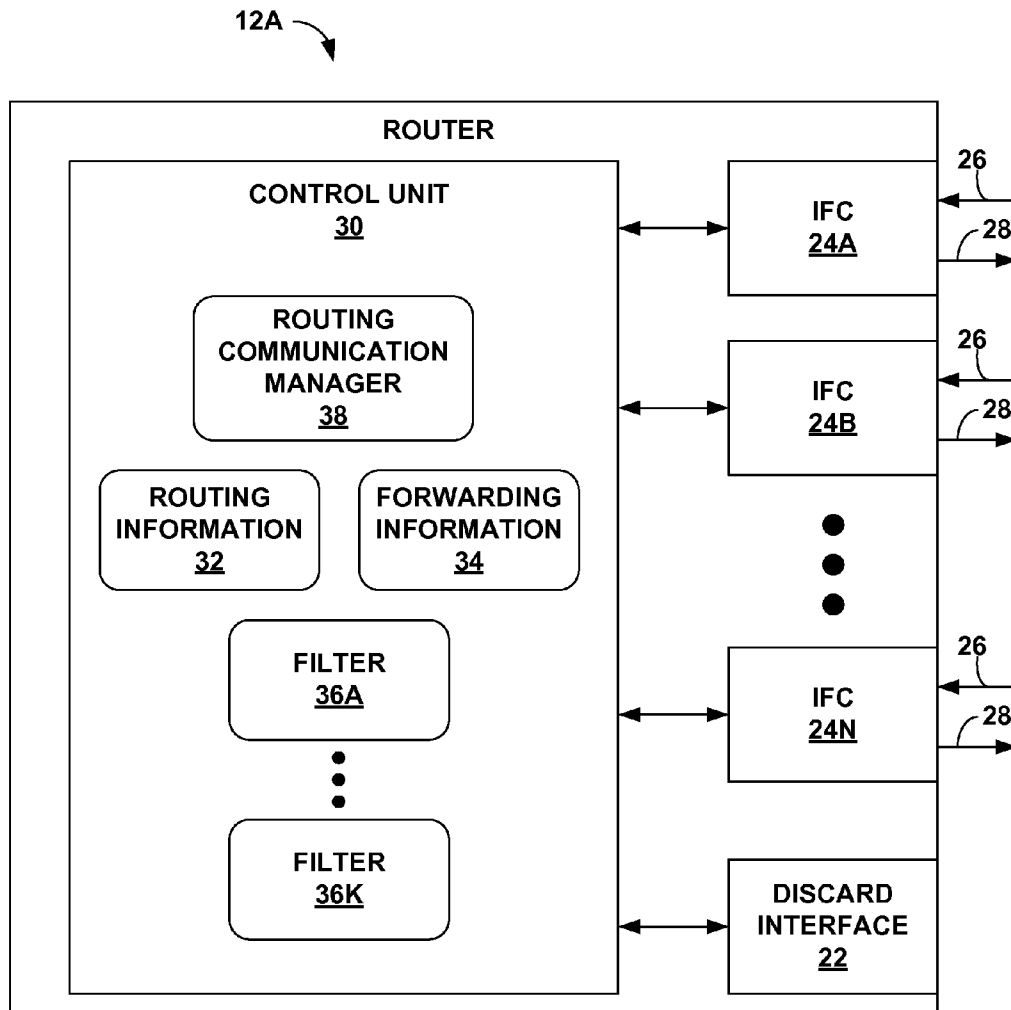 12A
ROUTER
CONTROL UNIT
30
ROUTING
COMMUNICATION
MANAGER
38
ROUTING
INFORMATION
32
FORWARDING
INFORMATION
34
FILTER
36A
FILTER
36K
IFC
24A
26
28
IFC
24B
26
28
IFC
24N
26
28
DISCARD
INTERFACE
22